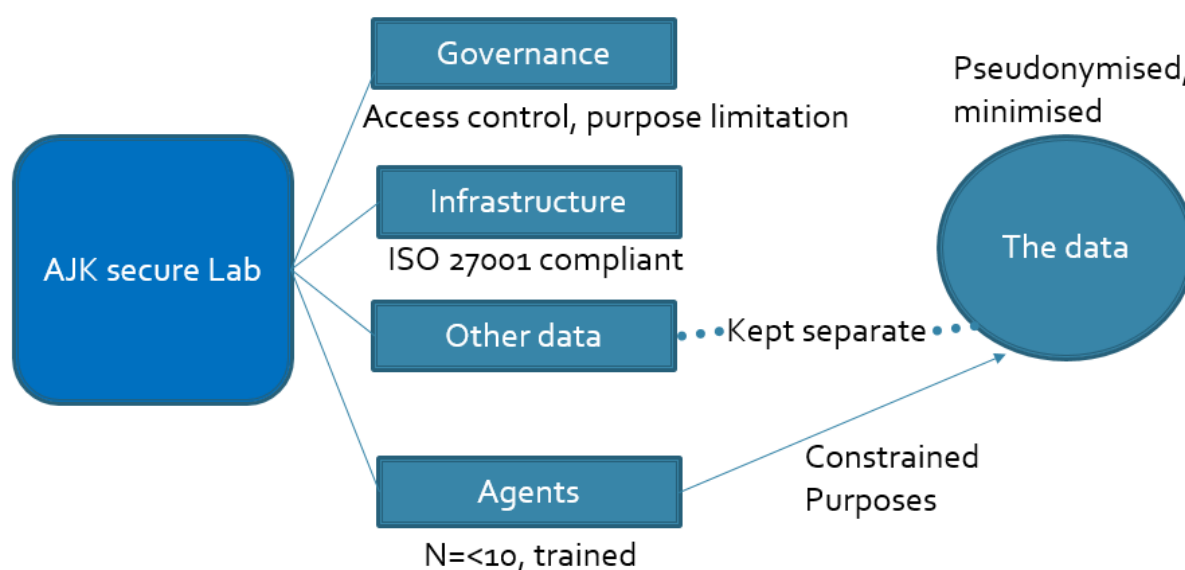 Governance
Access control, purpose limitation
Pseudonymised,
minimised
Infrastructure
ISO 27001 compliant
AJK secure Lab
The data
Other data
Kept separate
Agents
N=<10, trained
Constrained
Purposes